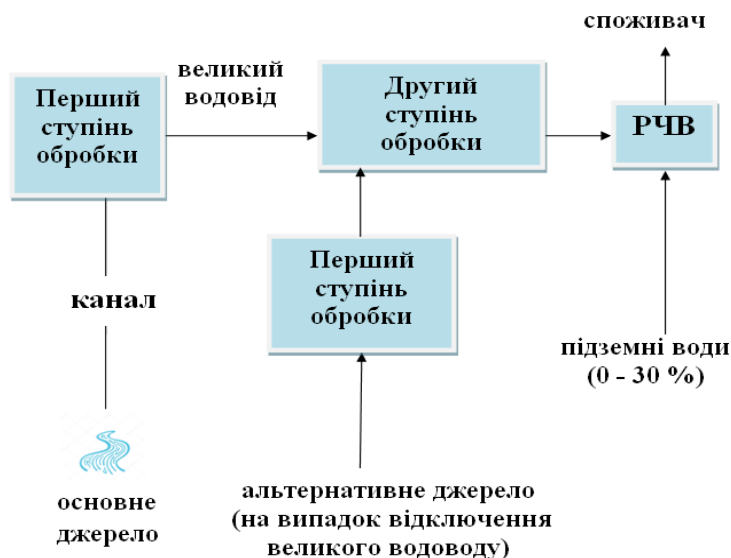 споживач
великий
водовід
Перший
ступінь
обробки
Другий
ступінь
обробки
РЧВ
Перший
ступінь
обробки
канал
підземні води
(0 - 30 %)
основне
джерело
альтернативне джерело
(на випадок відключення
великого водоводу)